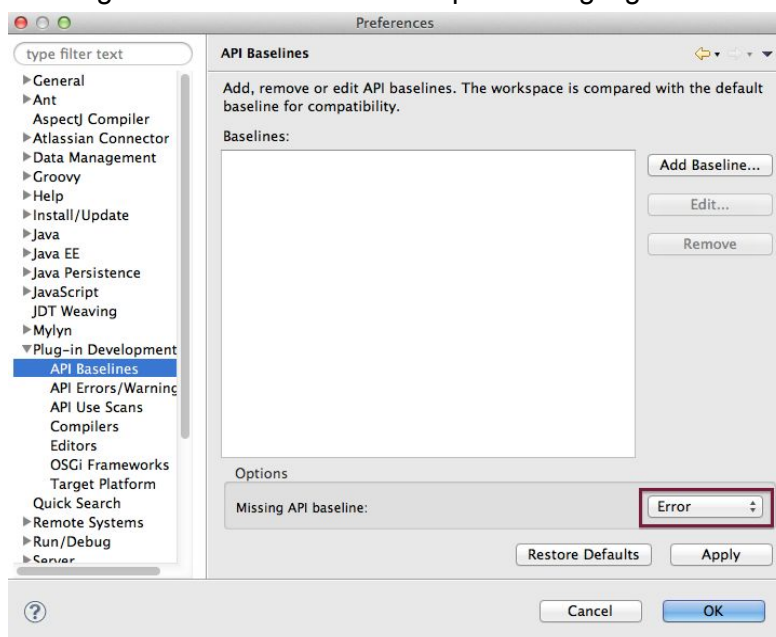 Preferences
type filter text
API Baselines
General
Ant
AspectJ Compiler
Atlassian Connector
Data Management
Groovy
Help
Install/Update
Java
Java EE
Java Persistence
JavaScript
JDT Weaving
Mylyn
Plug-in Development
API Baselines
API Errors/Warning
API Use Scans
Compilers
Editors
OSGi Frameworks
Target Platform
Quick Search
Remote Systems
Run/Debug
Server
Add, remove or edit API baselines. The workspace is compared with the default
baseline for compatibility.
Baselines:
Add Baseline...
Edit...
Remove
Options
Missing API baseline:
Error
Restore Defaults
Apply
?
Cancel
OK